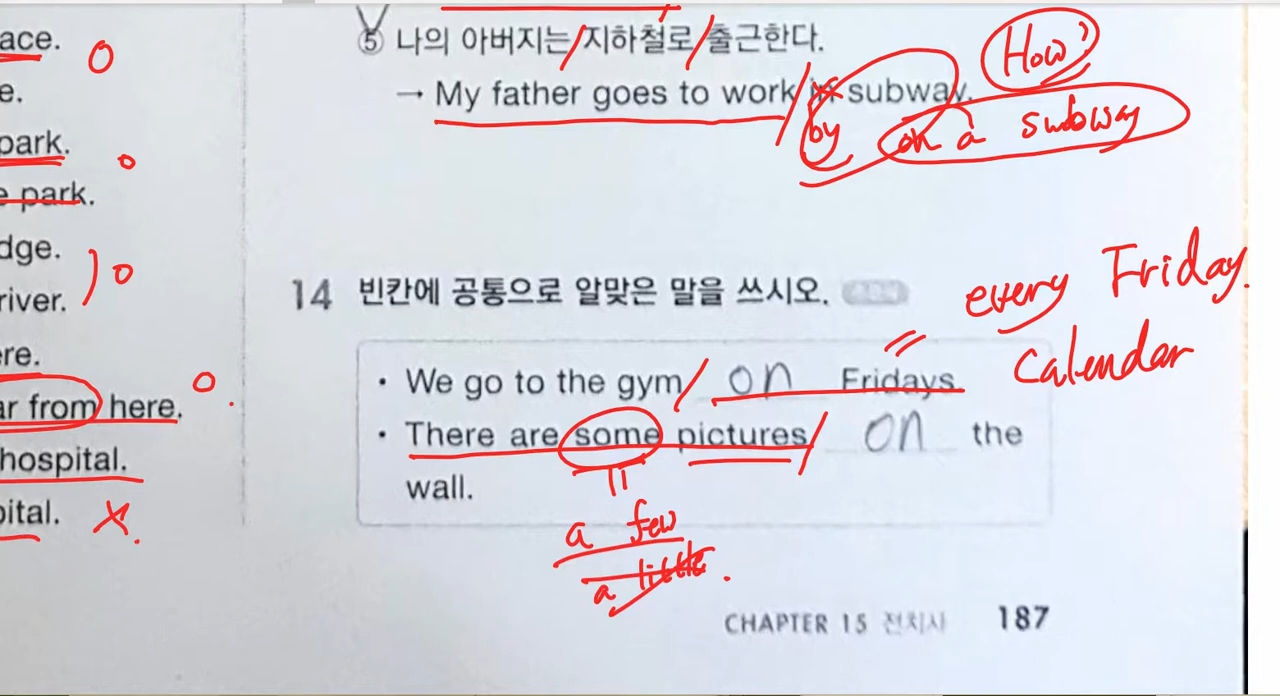 ace.
e.
park.
e park.
dge.
river.
re.
ar from here.
hospital.
pital.
⑤ 나의 아버지는/지하철로/출근한다.
→ My father goes to work/in subway.
How?
by on a subway
14 빈칸에 공통으로 알맞은 말을 쓰시오.
every Friday.
Calendar
• We go to the gym/ on Fridays.
• There are some pictures/ on the
wall.
a few
a little.
CHAPTER 15 전치사 187